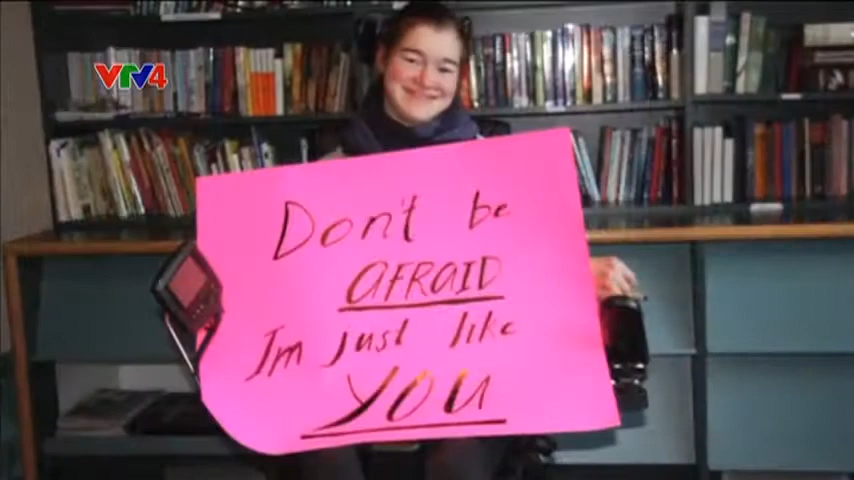 VTV4
Don't be
AFRAID
I'm just like
YOU